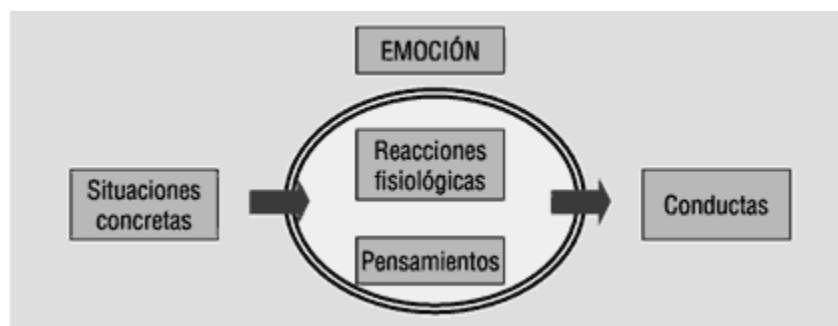 EMOCIÓN
Reacciones
fisiológicas
Situaciones
concretas
Conductas
Pensamientos